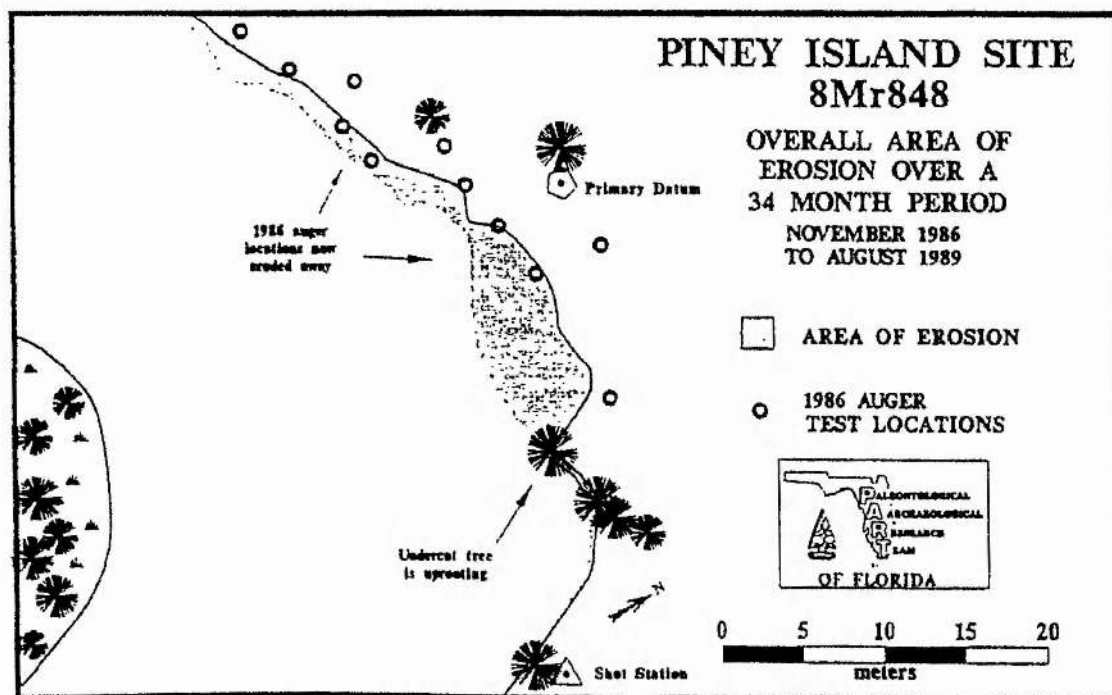 PINEY ISLAND SITE
8Mr848
OVERALL AREA OF
EROSION OVER A
34 MONTH PERIOD
NOVEMBER 1986
TO AUGUST 1989
Primary Datum
1986 auger
locations now
eroded away
AREA OF EROSION
1986 AUGER
TEST LOCATIONS
PALEONTOLOGICAL
ARCHAEOLOGICAL
RESEARCH
TEAM
OF FLORIDA
Undercut tree
is uprooting
N
0 5 10 15 20
meters
Shot Station